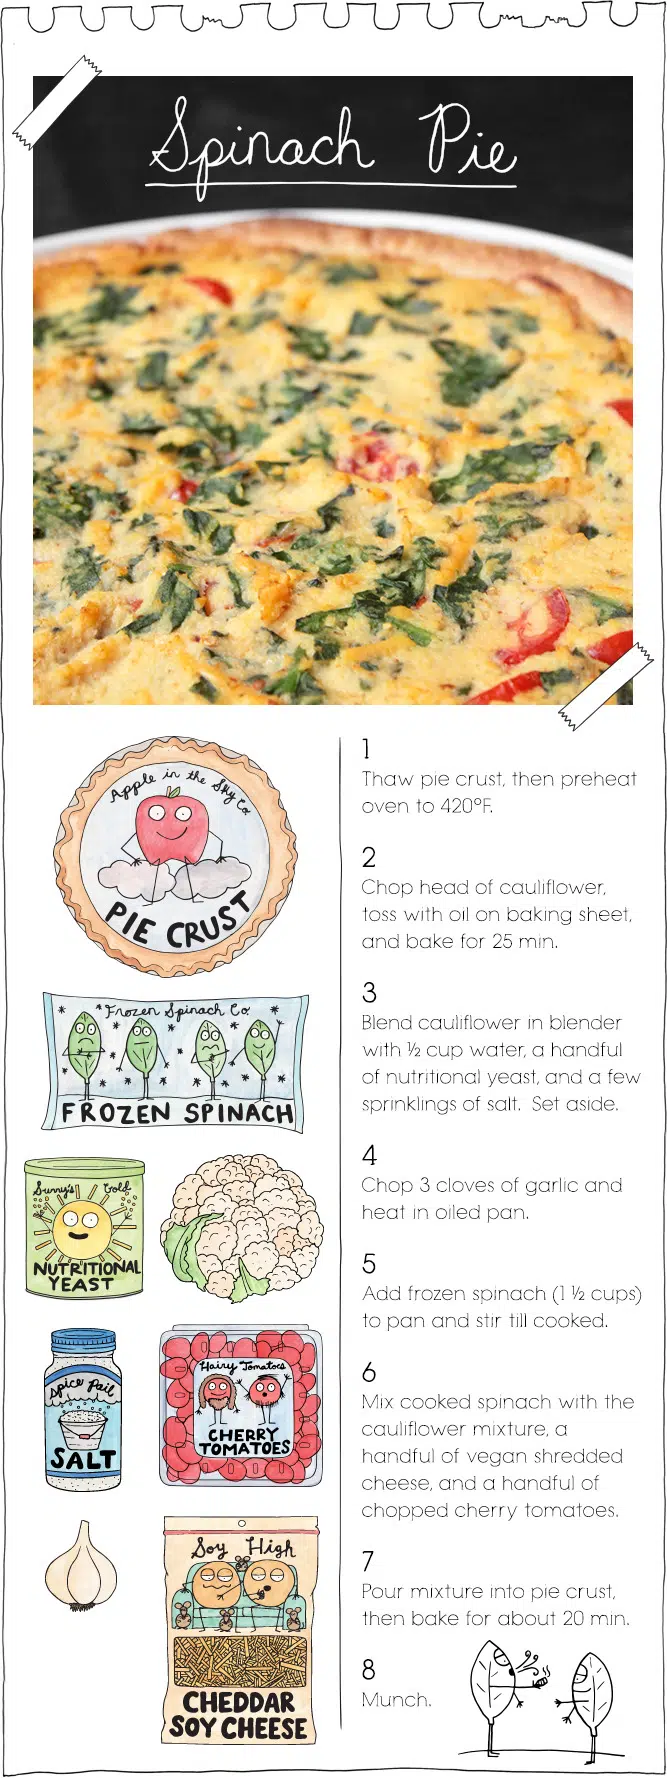 Spinach Pie
Apple in the Sky Co.
PIE CRUST
Frozen Spinach Co.
FROZEN SPINACH
Sunny's Gold
NUTRITIONAL
YEAST
Spice Pail
SALT
Hairy Tomatoes
CHERRY
TOMATOES
Soy High
CHEDDAR
SOY CHEESE
1
Thaw pie crust, then preheat
oven to 420°F.
2
Chop head of cauliflower,
toss with oil on baking sheet,
and bake for 25 min.
3
Blend cauliflower in blender
with ½ cup water, a handful
of nutritional yeast, and a few
sprinklings of salt. Set aside.
4
Chop 3 cloves of garlic and
heat in oiled pan.
5
Add frozen spinach (1 ½ cups)
to pan and stir till cooked.
6
Mix cooked spinach with the
cauliflower mixture, a
handful of vegan shredded
cheese, and a handful of
chopped cherry tomatoes.
7
Pour mixture into pie crust,
then bake for about 20 min.
8
Munch.